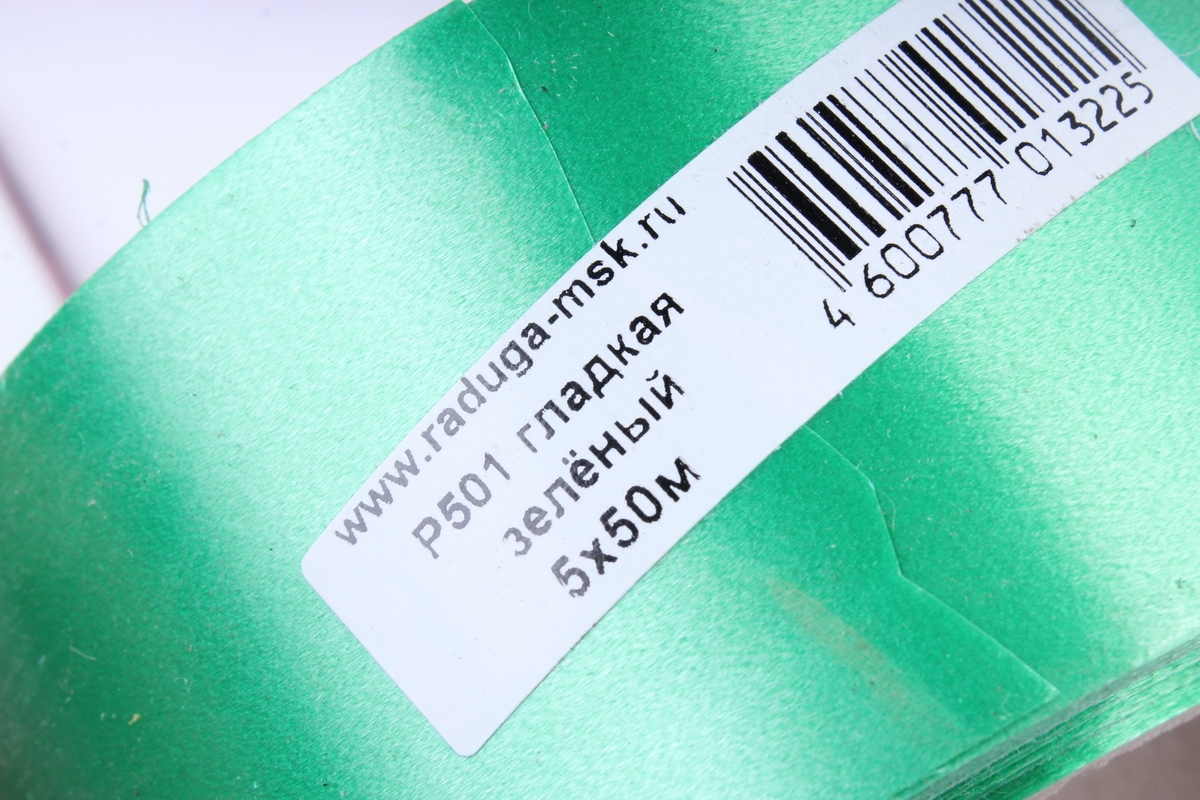 www.raduga-msk.ru
P501 гладкая
зелёный
5x50м
4 600777 013225